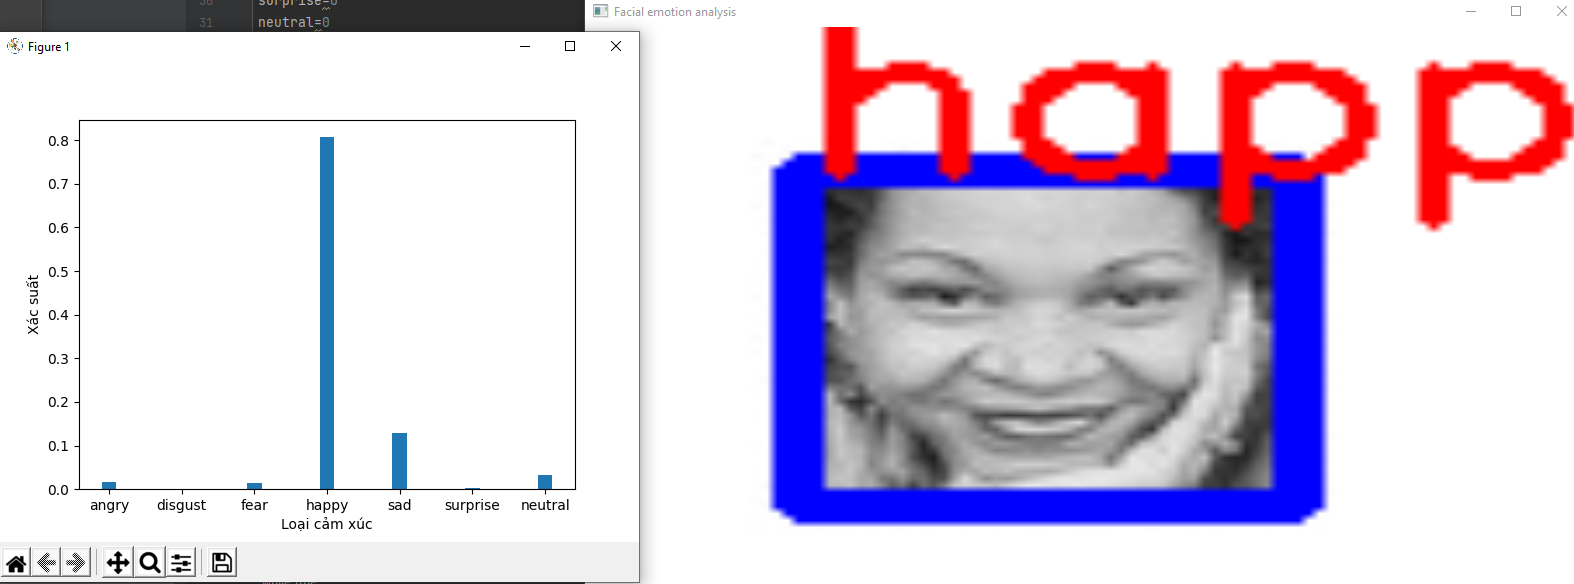 surprise=0
31 neutral=0
Figure 1
0.8
0.7
0.6
0.5
0.4
0.3
0.2
0.1
0.0
Xác suất
angry disgust fear happy sad surprise neutral
Loại cảm xúc
Facial emotion analysis
happ